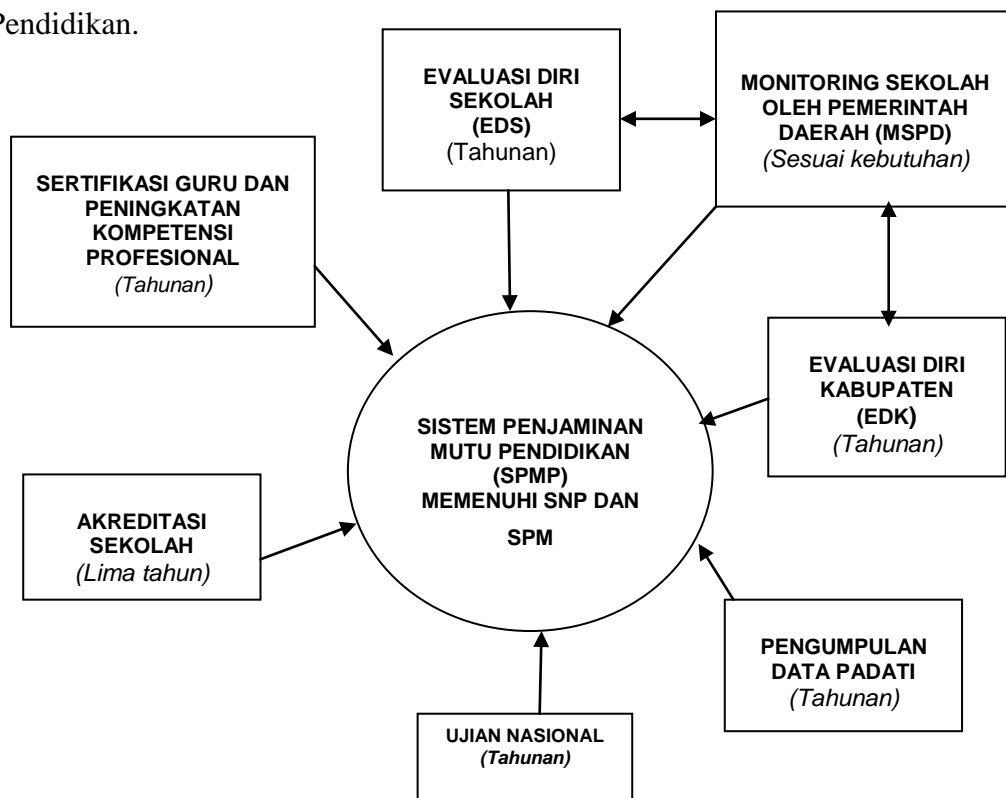 Pendidikan.
EVALUASI DIRI
SEKOLAH
(EDS)
(Tahunan)
MONITORING SEKOLAH
OLEH PEMERINTAH
DAERAH (MSPD)
(Sesuai kebutuhan)
SERTIFIKASI GURU DAN
PENINGKATAN
KOMPETENSI
PROFESIONAL
(Tahunan)
EVALUASI DIRI
KABUPATEN
(EDK)
(Tahunan)
SISTEM PENJAMINAN
MUTU PENDIDIKAN
(SPMP)
MEMENUHI SNP DAN
SPM
AKREDITASI
SEKOLAH
(Lima tahun)
PENGUMPULAN
DATA PADATI
(Tahunan)
UJIAN NASIONAL
(Tahunan)